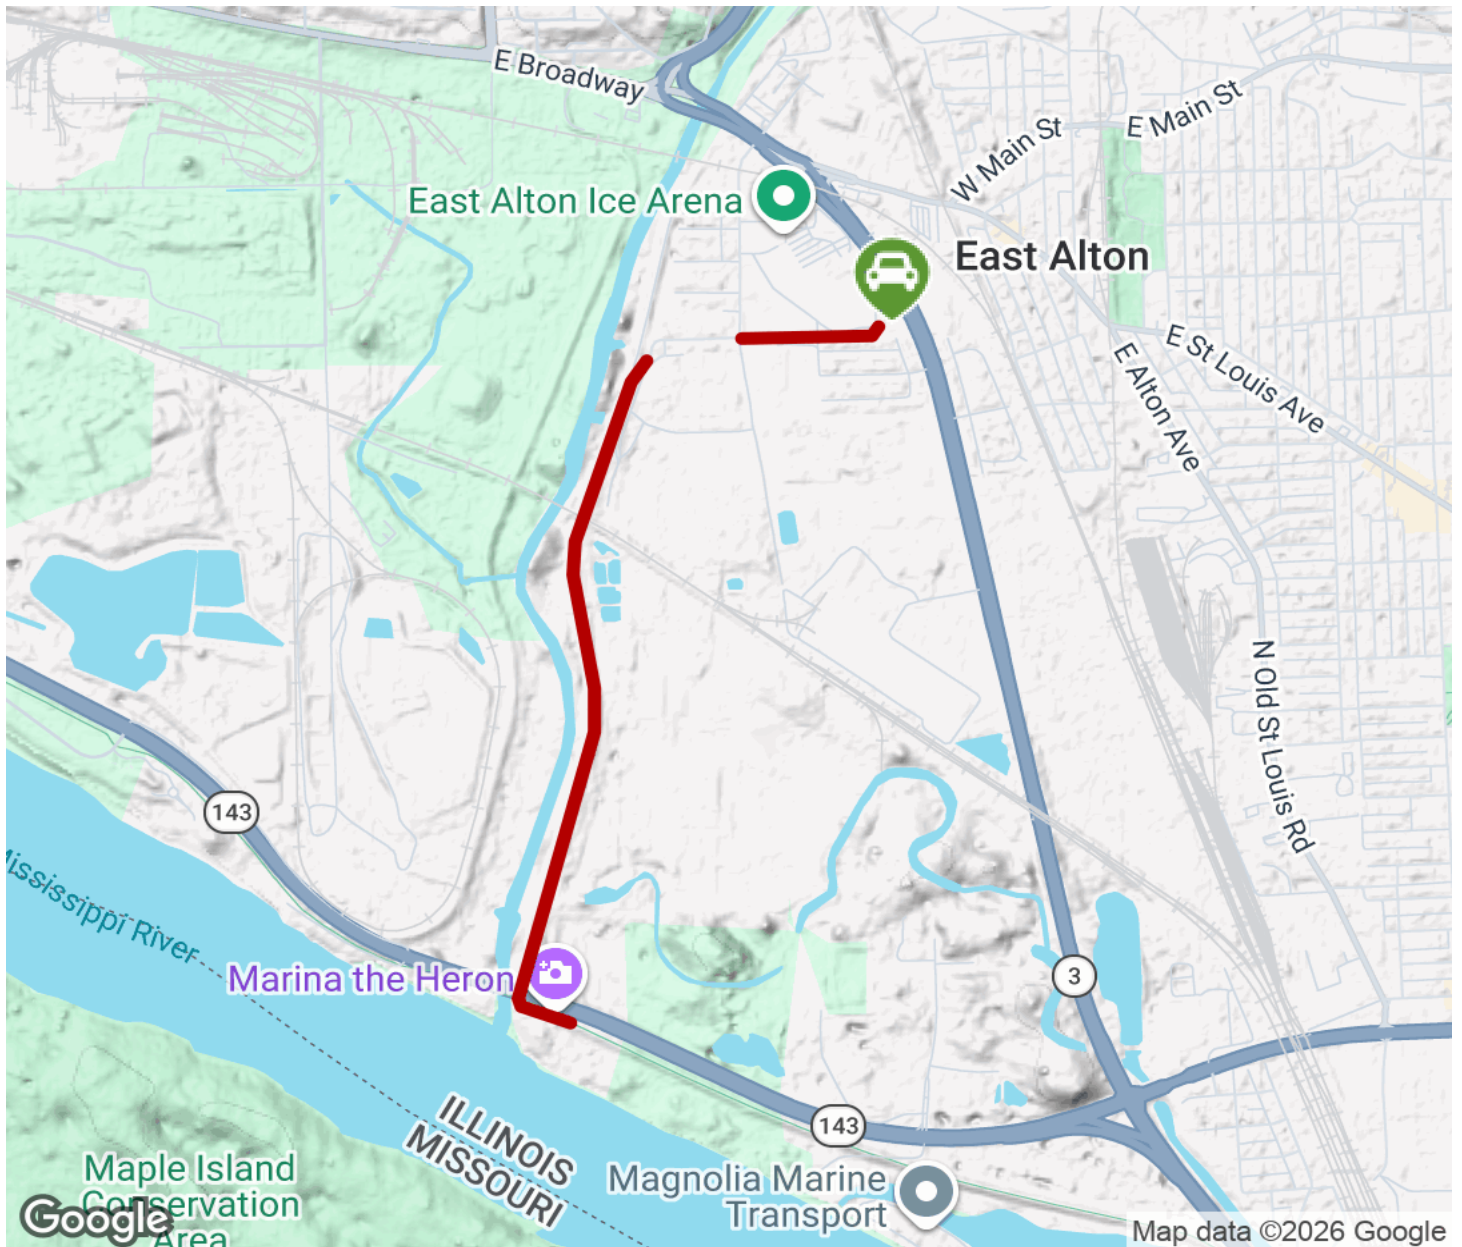 E Broadway
E Main St
W Main St
East Alton Ice Arena
East Alton
E St Louis Ave
E Alton Ave
N Old St Louis Rd
143
Mississippi River
Marina the Heron
3
ILLINOIS
MISSOURI
143
Maple Island
Conservation
Area
Magnolia Marine
Transport
Google
Map data ©2026 Google